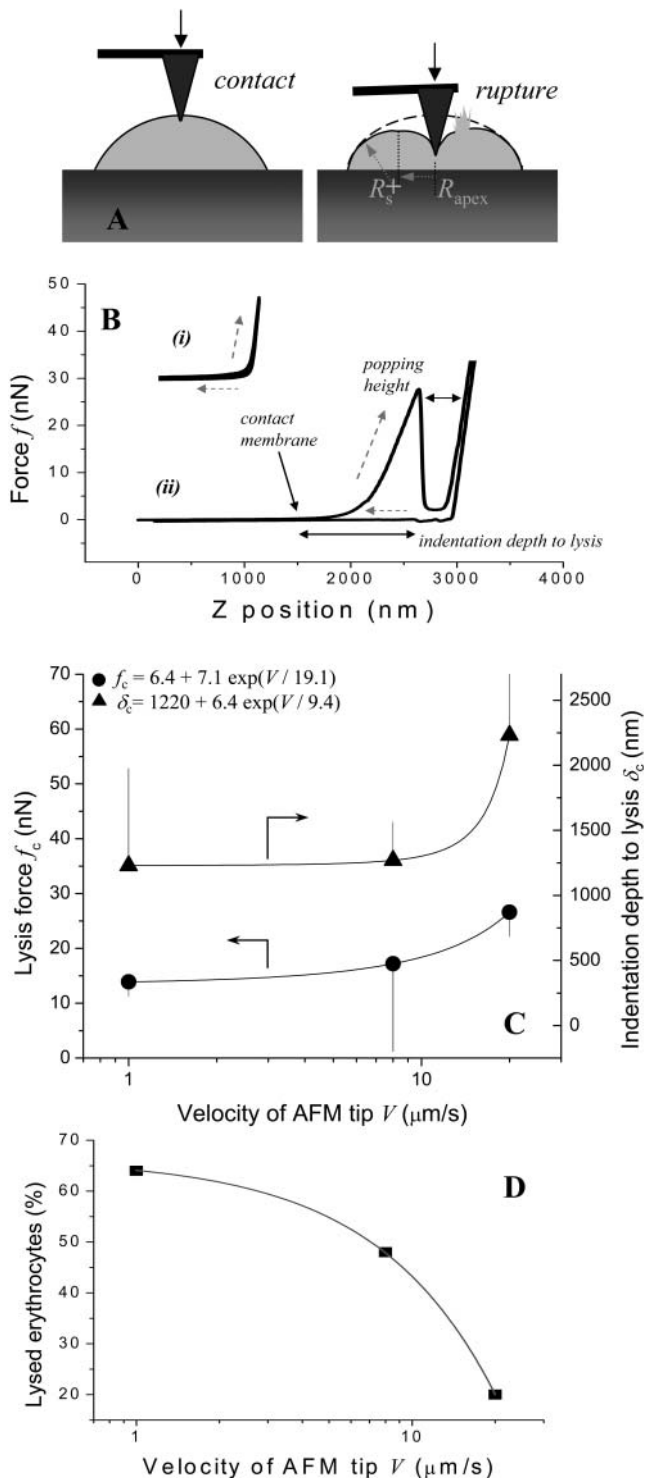 contact
rupture
R_s
R_apex
A
50
40
30
20
10
0
B
(i)
(ii)
popping
height
contact
membrane
indentation depth to lysis
Force f (nN)
0 1000 2000 3000 4000
Z position (nm)
70
60
50
40
30
20
10
0
f_c = 6.4 + 7.1 exp(V / 19.1)
δ_c= 1220 + 6.4 exp(V / 9.4)
2500
2000
1500
1000
500
0
Lysis force f_c (nN)
Indentation depth to lysis δ_c (nm)
C
1 10
Velocity of AFM tip V (μm/s)
70
60
50
40
30
20
D
Lysed erythrocytes (%)
1 10
Velocity of AFM tip V (μm/s)